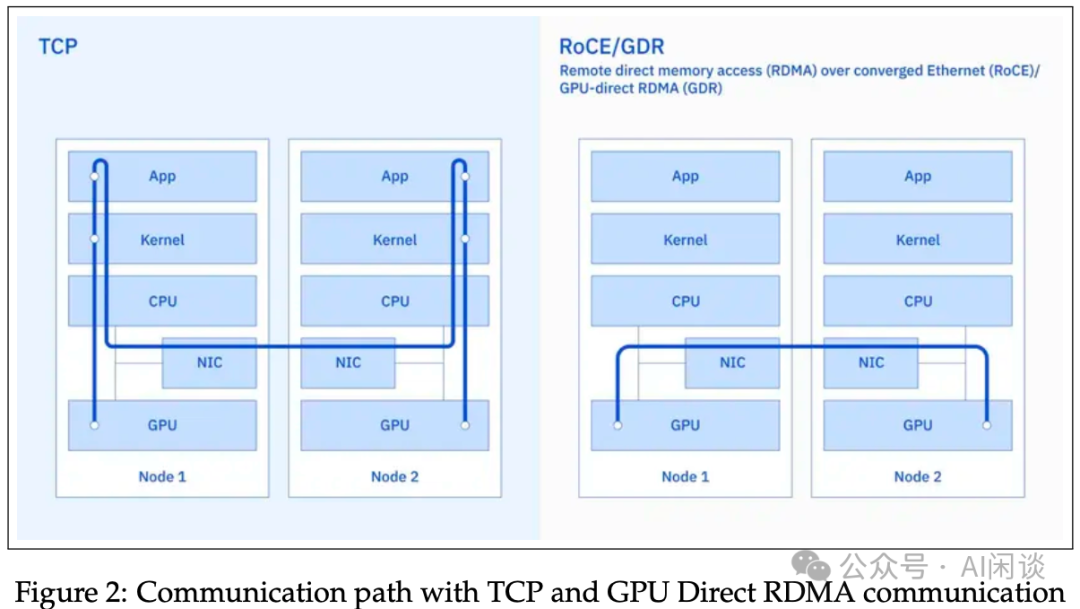 TCP
RoCE/GDR
Remote direct memory access (RDMA) over converged Ethernet (RoCE)/
GPU-direct RDMA (GDR)
App
App
App
App
Kernel
Kernel
Kernel
Kernel
CPU
CPU
CPU
CPU
NIC
NIC
NIC
NIC
GPU
GPU
GPU
GPU
Node 1
Node 2
Node 1
Node 2
公众号 · AI闲谈
Figure 2: Communication path with TCP and GPU Direct RDMA communication